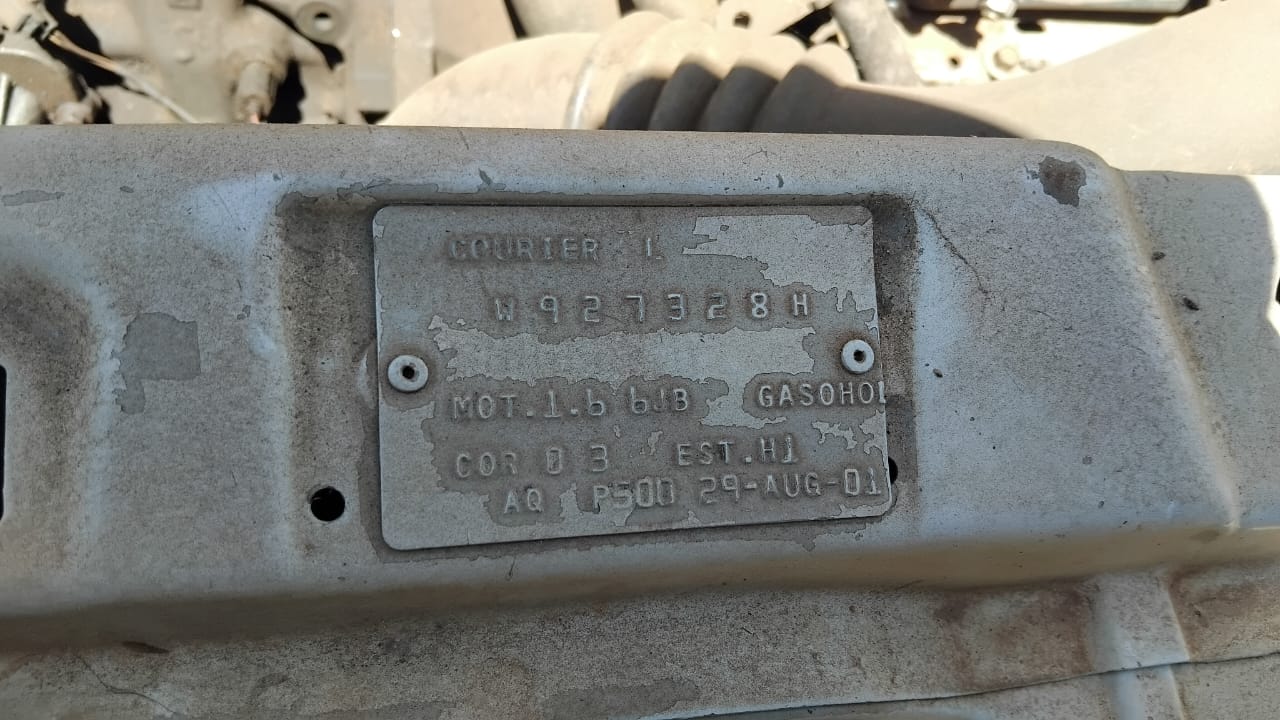 COURIER L
W927328H
MOT.1.6 6JB GASOHOL
COR 03 EST.H1
AQ P500 29-AUG-01